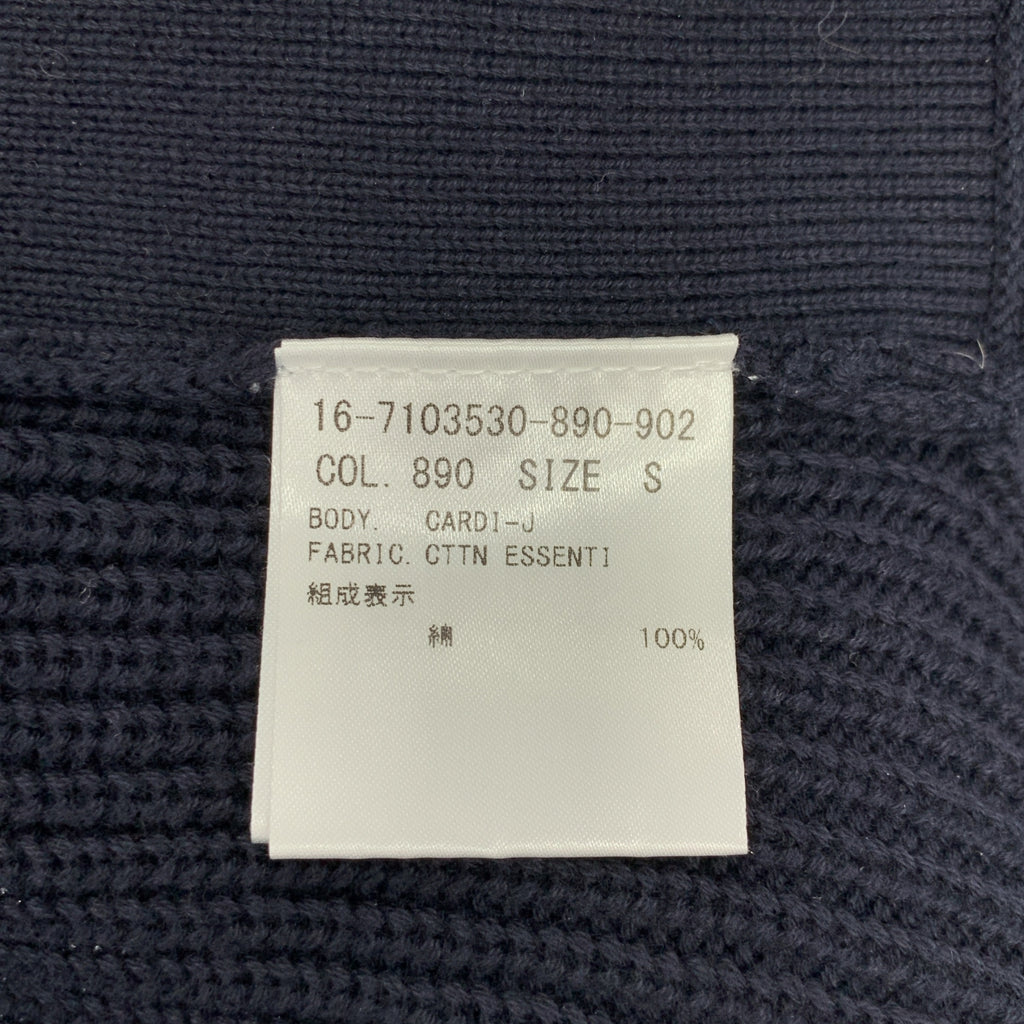 16-7103530-890-902
COL. 890 SIZE S
BODY. CARDI-J
FABRIC. CTTN ESSENTI
組成表示
綿 100%